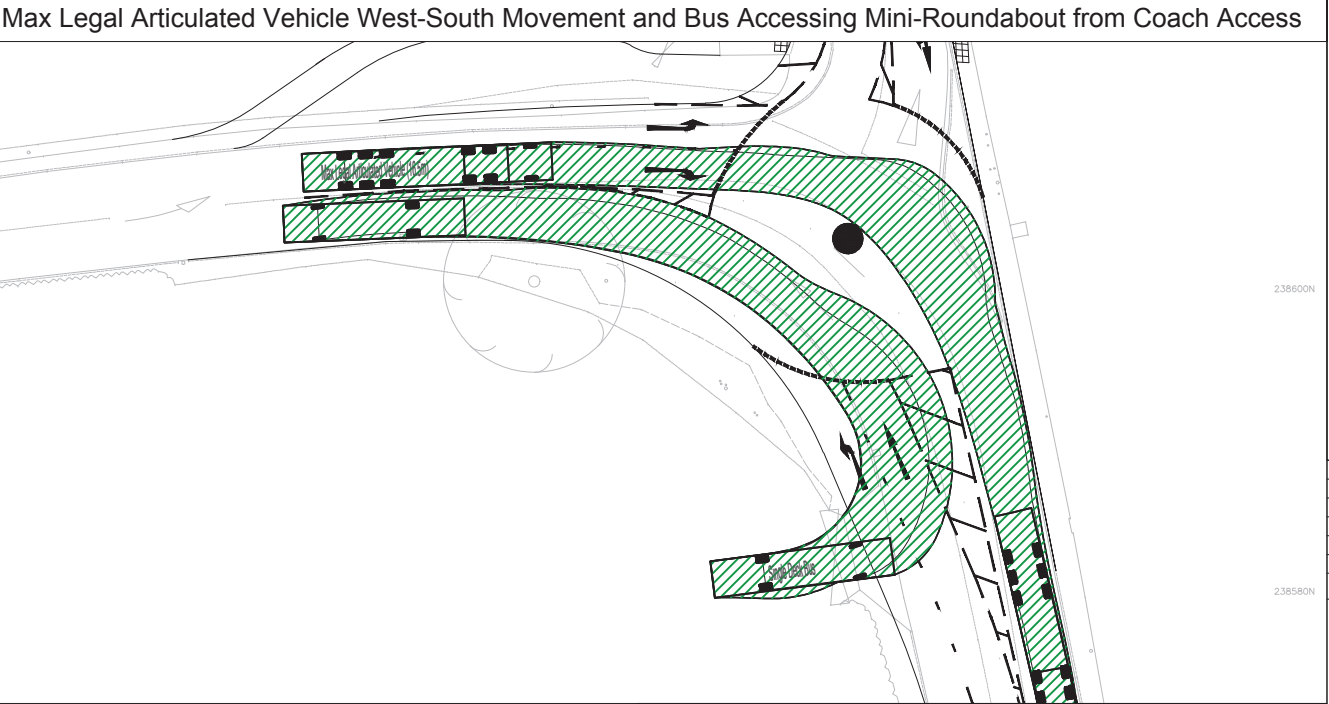 Max Legal Articulated Vehicle West-South Movement and Bus Accessing Mini-Roundabout from Coach Access
Max Legal Articulated Vehicle (16.5m)
238600N
Single Deck Bus
238580N